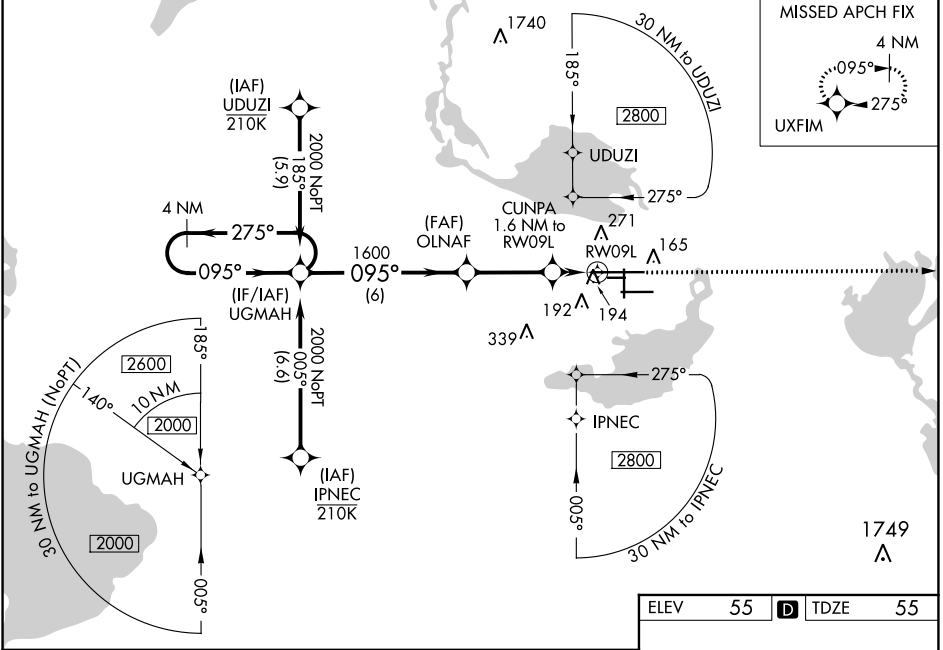 1740
30 NM to UDUZI
185°
2800
UDUZI
275°
MISSED APCH FIX
4 NM
095°
275°
UXFIM
(IAF)
UDUZI
210K
2000 NoPT
185°
(5.9)
4 NM
275°
095°
(IF/IAF)
UGMAH
1600
095°
(6)
(FAF)
OLNAF
CUNPA
1.6 NM to
RW09L
271
RW09L
165
192
194
339
2000 NoPT
005°
(6.6)
(IAF)
IPNEC
210K
30 NM to UGMAH (NoPT)
185°
2600
140°
10 NM
2000
UGMAH
2000
005°
275°
IPNEC
2800
005°
30 NM to IPNEC
1749
ELEV 55 D TDZE 55